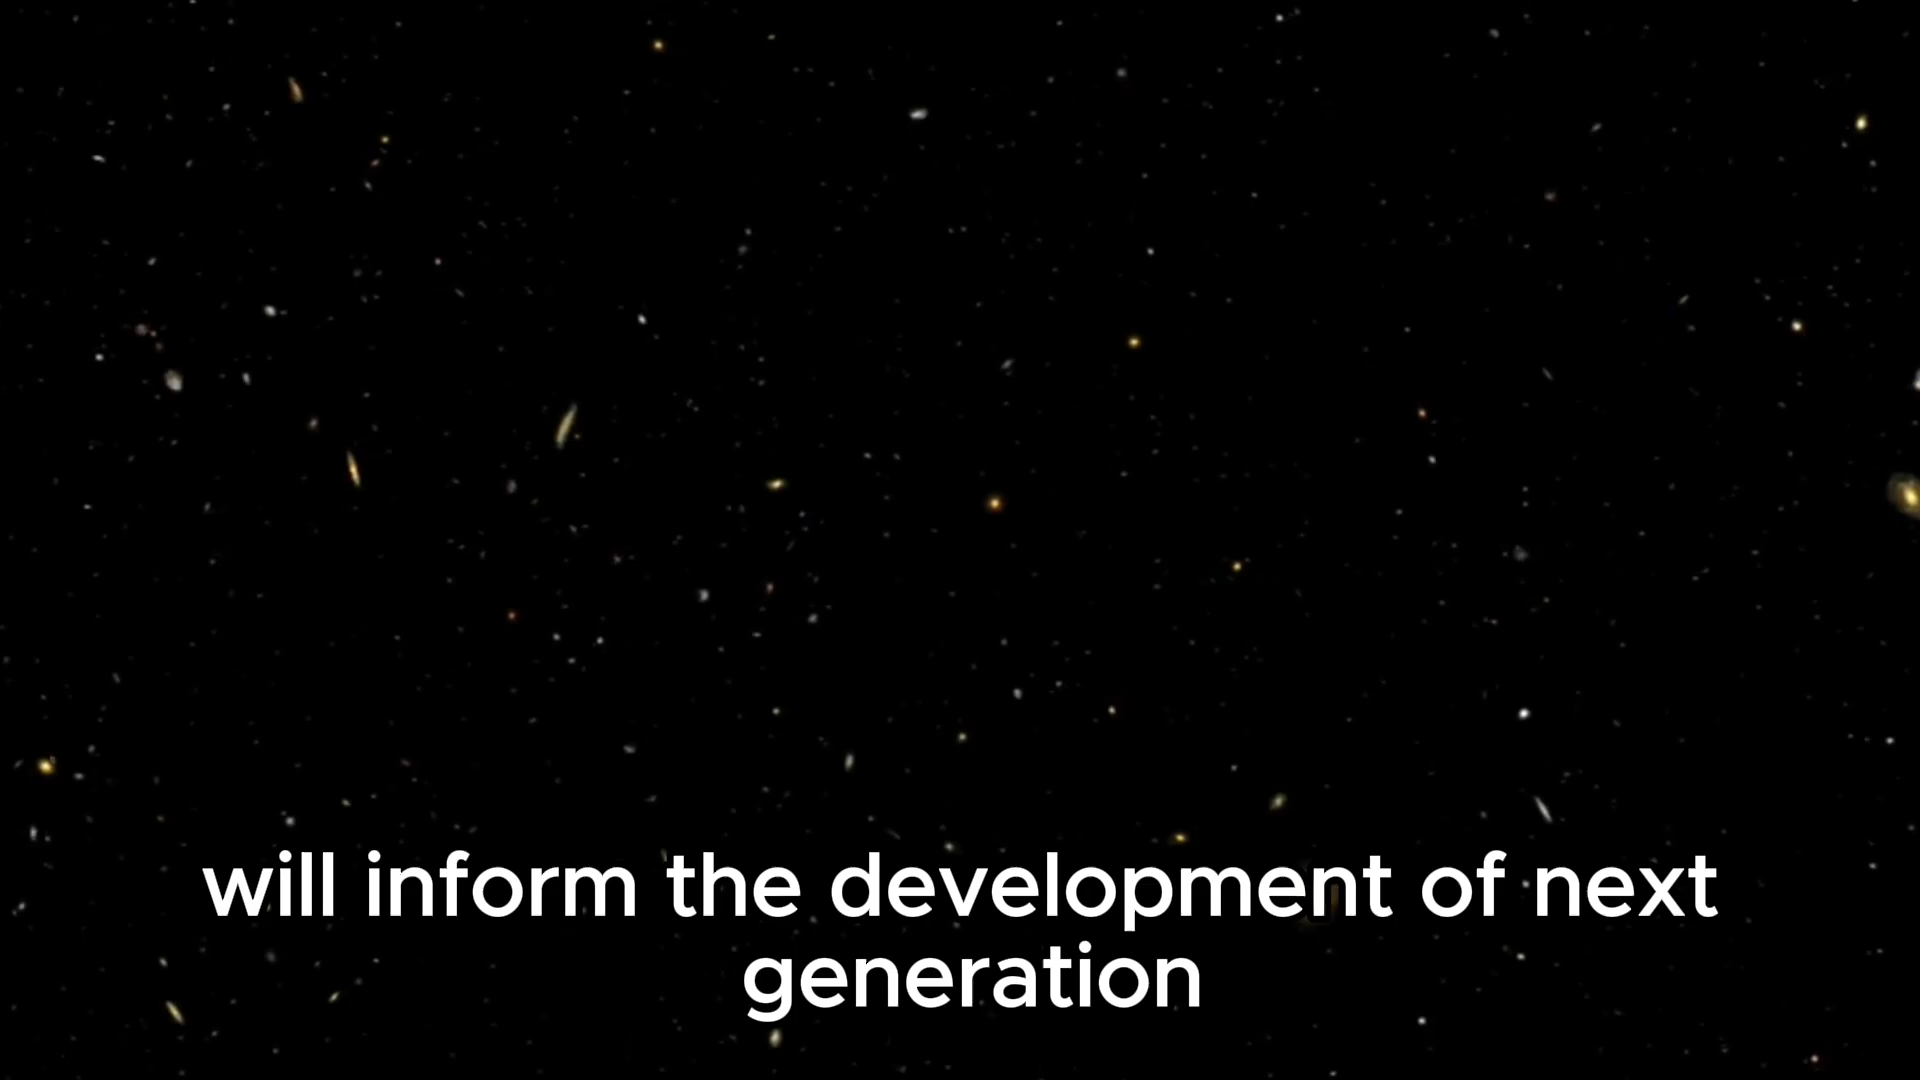 will inform the development of next
generation